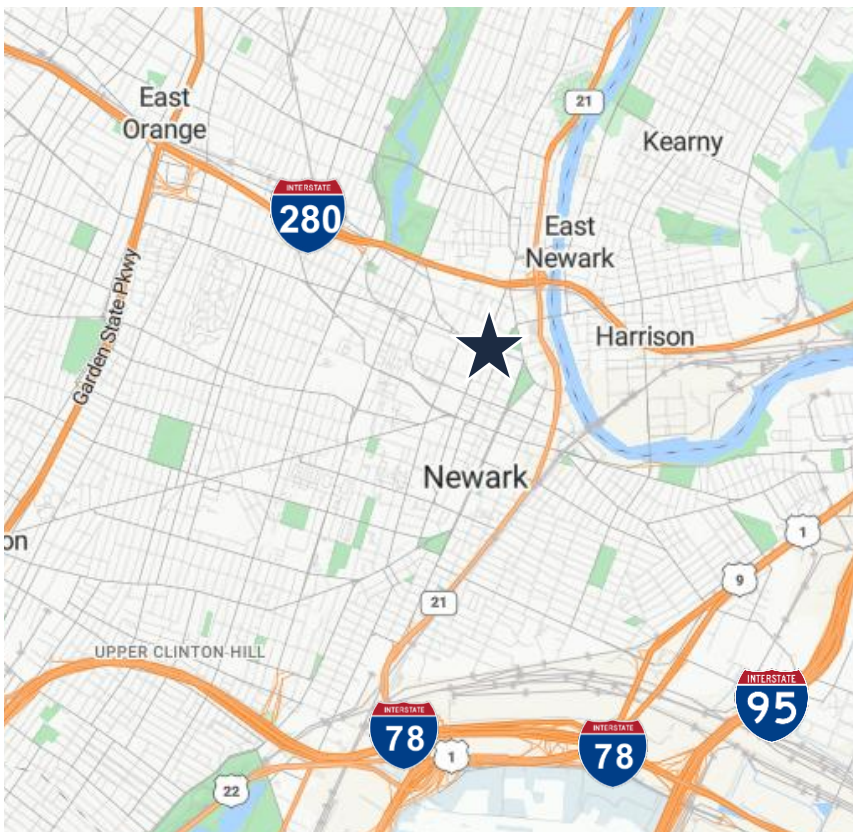 East
Orange
21
Kearny
INTERSTATE
280
East
Newark
Garden State Pkwy
Harrison
Newark
on
1
9
21
UPPER CLINTON HILL
INTERSTATE
95
INTERSTATE
78
INTERSTATE
78
1
22